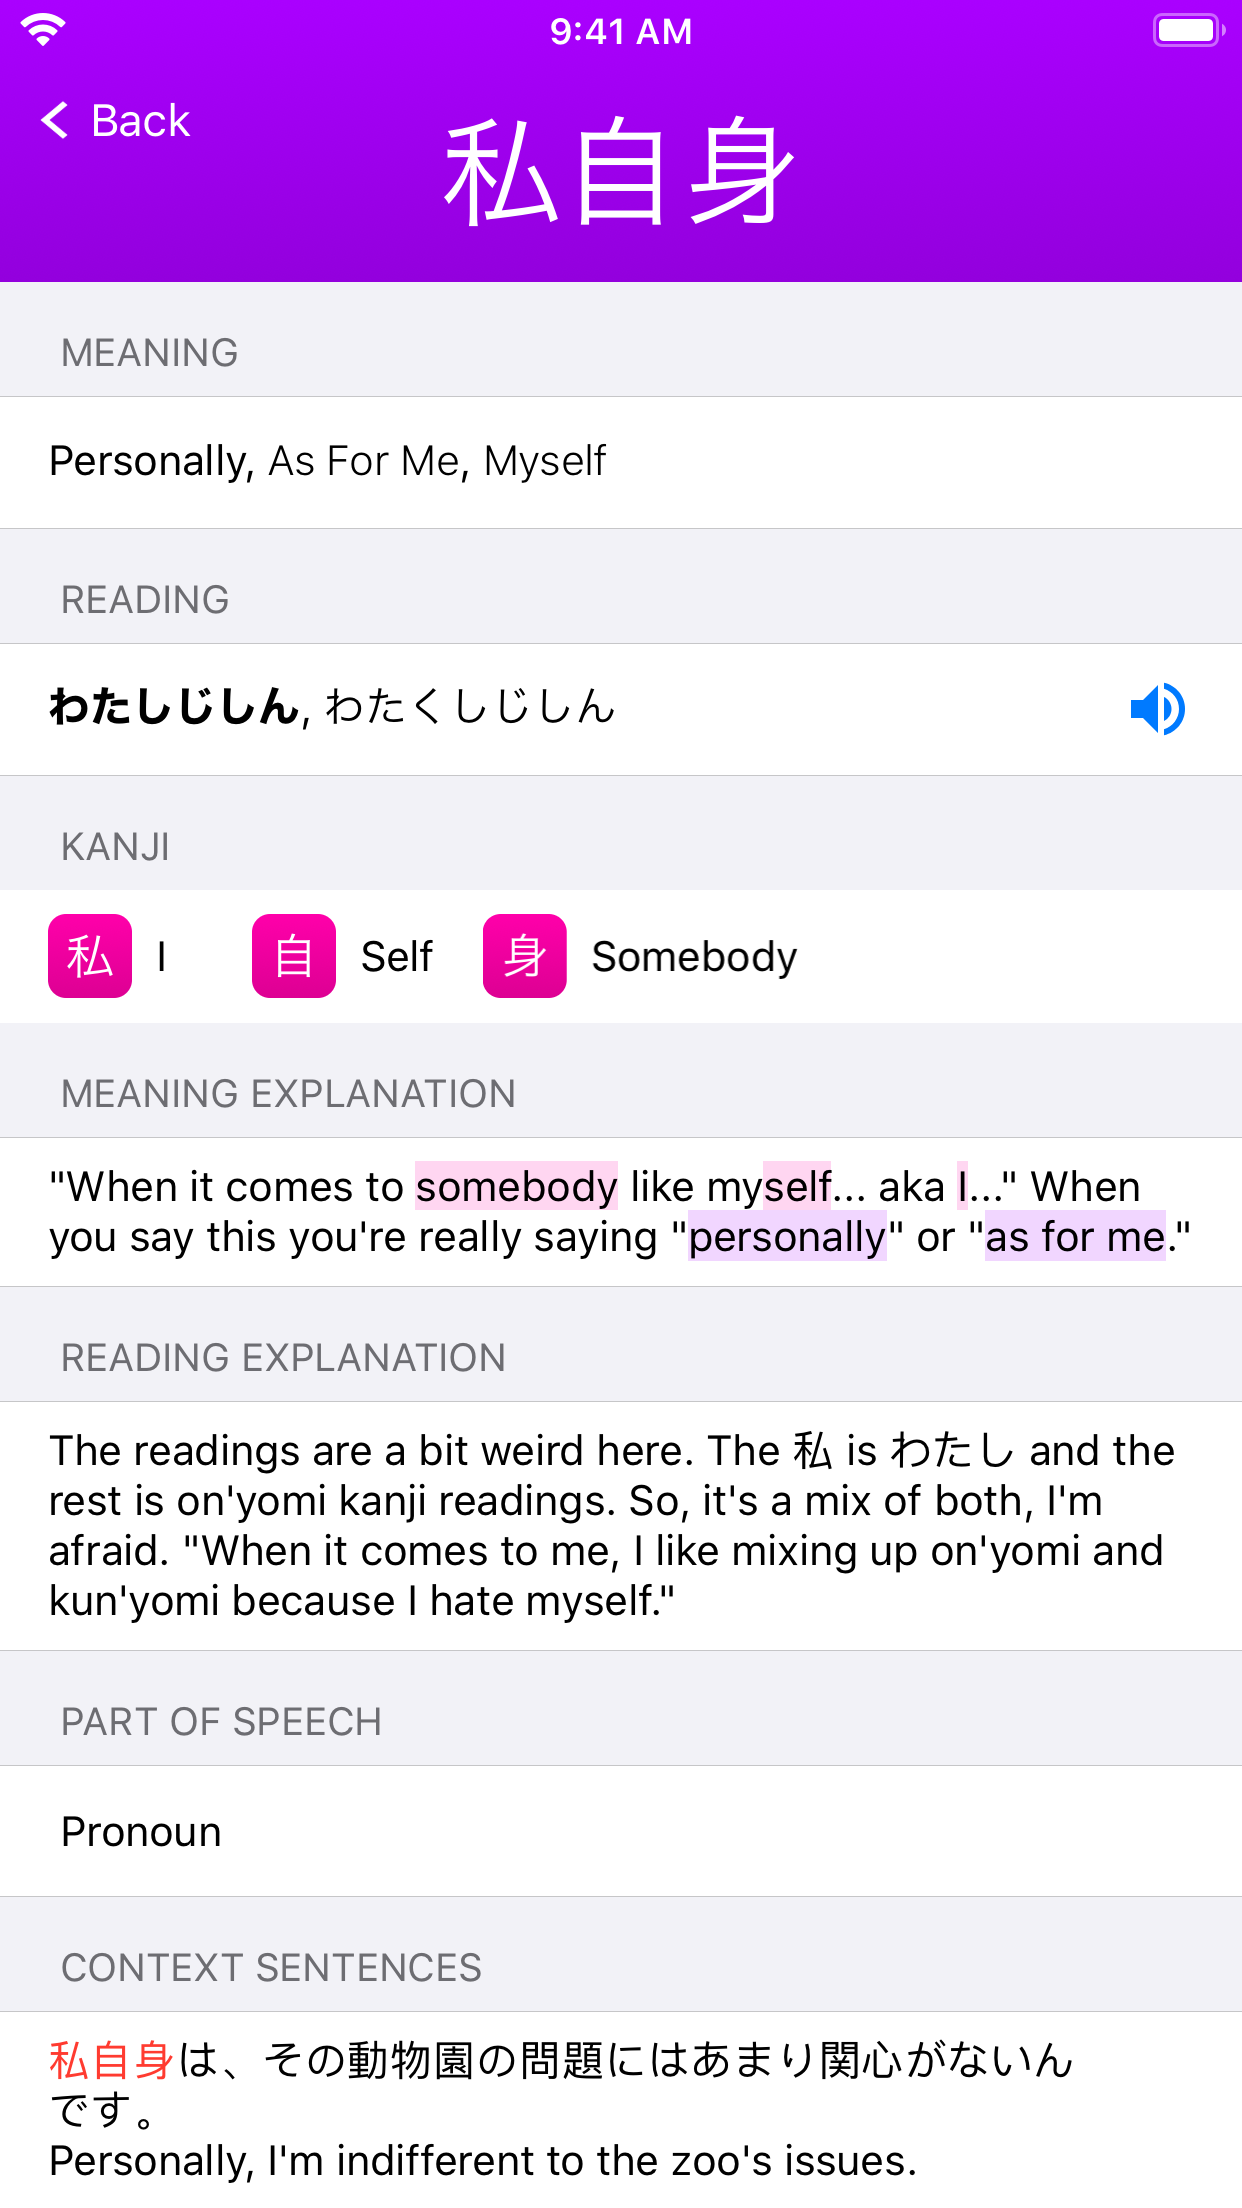 9:41 AM
Back
私自身
MEANING
Personally, As For Me, Myself
READING
わたしじしん, わたくしじしん
KANJI
私 I 自 Self 身 Somebody
MEANING EXPLANATION
"When it comes to somebody like myself... aka I..." When
you say this you're really saying "personally" or "as for me."
READING EXPLANATION
The readings are a bit weird here. The 私 is わたし and the
rest is on'yomi kanji readings. So, it's a mix of both, I'm
afraid. "When it comes to me, I like mixing up on'yomi and
kun'yomi because I hate myself."
PART OF SPEECH
Pronoun
CONTEXT SENTENCES
私自身は、その動物園の問題にはあまり関心がないん
です。
Personally, I'm indifferent to the zoo's issues.